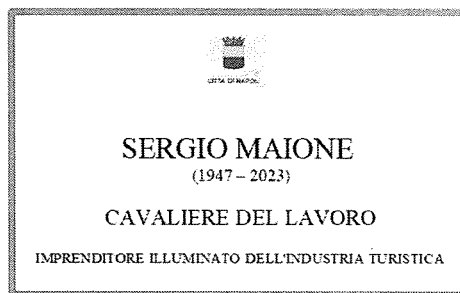 CITTÀ DI NAPOLI
SERGIO MAIONE
(1947 – 2023)
CAVALIERE DEL LAVORO
IMPRENDITORE ILLUMINATO DELL'INDUSTRIA TURISTICA